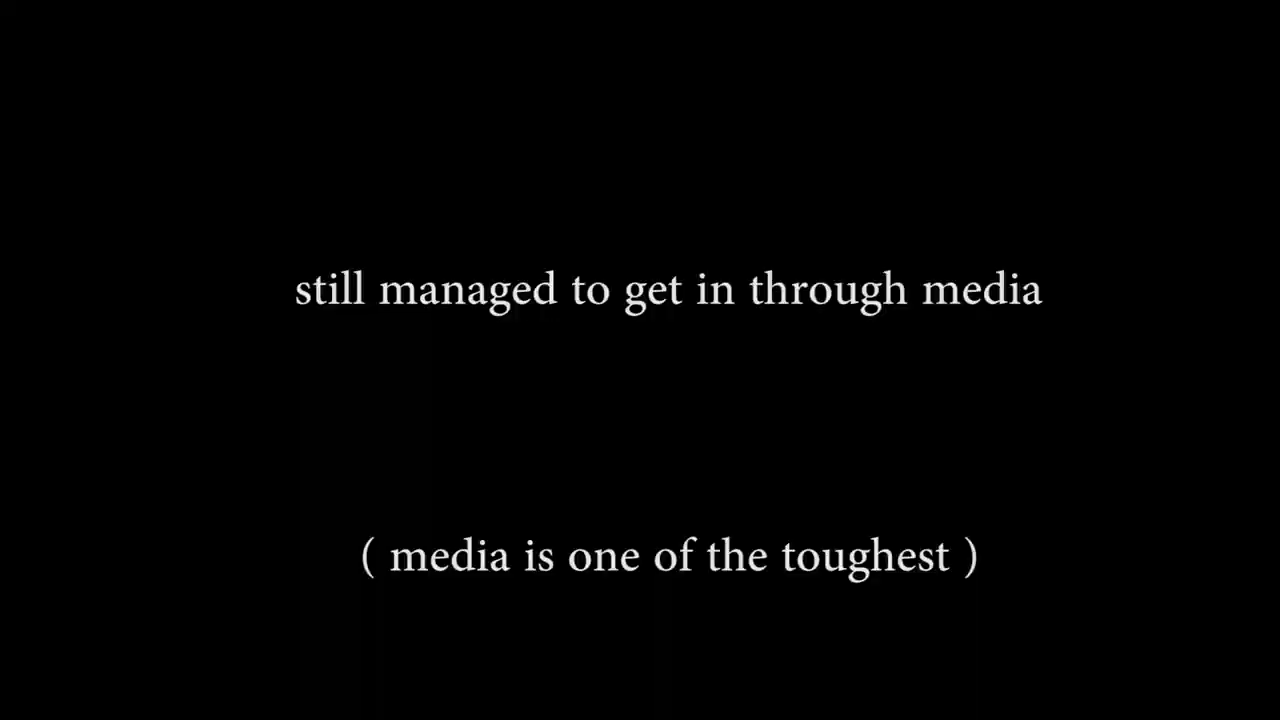 still managed to get in through media
( media is one of the toughest )